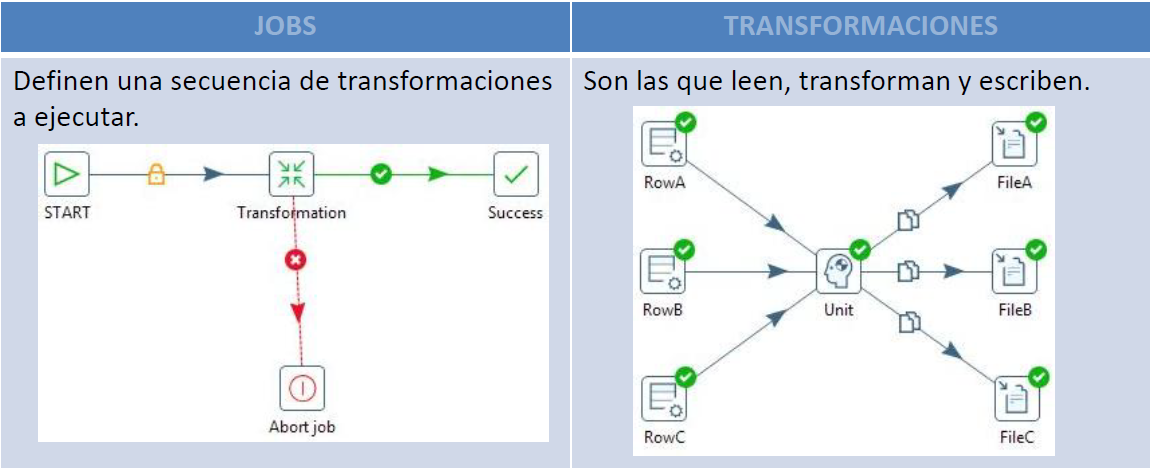 JOBS
TRANSFORMACIONES
Definen una secuencia de transformaciones
a ejecutar.
START
Transformation
Success
Abort job
Son las que leen, transforman y escriben.
RowA
FileA
RowB
Unit
FileB
RowC
FileC